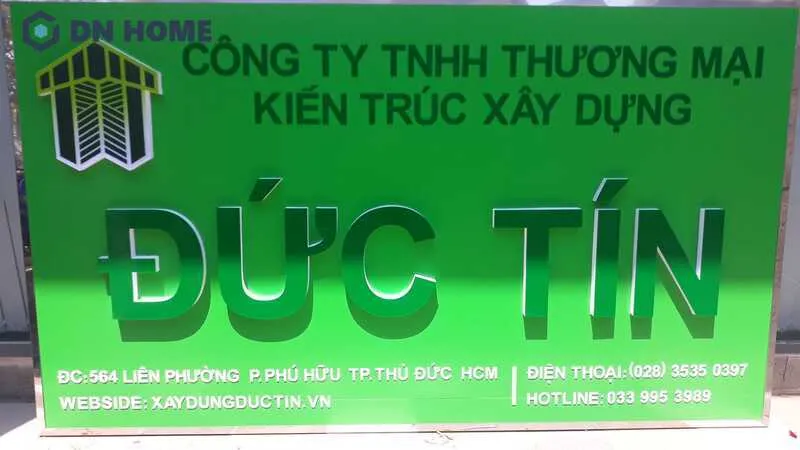 DN HOME
CÔNG TY TNHH THƯƠNG MẠI
KIẾN TRÚC XÂY DỰNG
ĐỨC TÍN
ĐC: 564 LIÊN PHƯỜNG P. PHÚ HỮU TP. THỦ ĐỨC HCM
WEBSIDE: XAYDUNGDUCTIN.VN
ĐIỆN THOẠI: (028) 3535 0397
HOTLINE: 033 995 3989